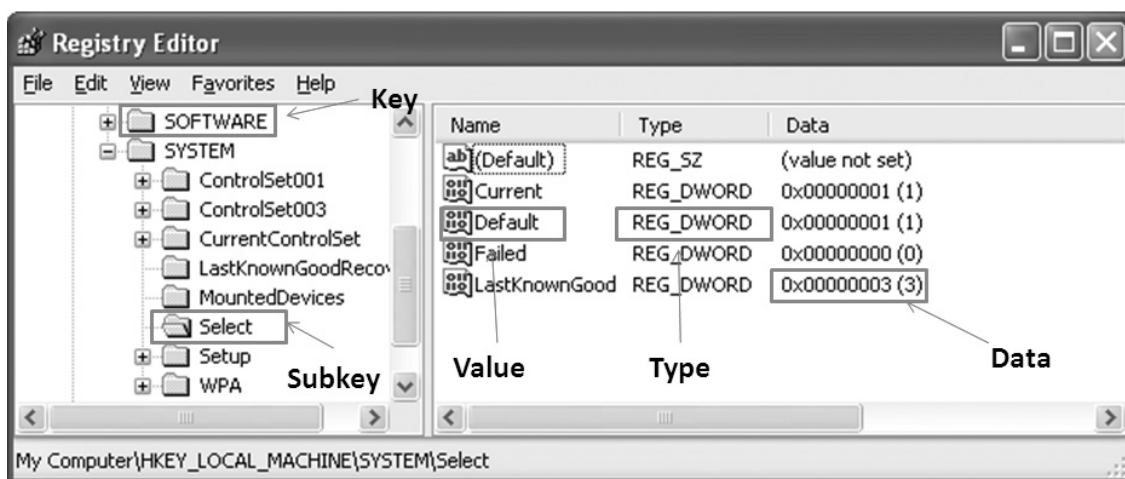 Registry Editor
File Edit View Favorites Help
Key
SOFTWARE
SYSTEM
ControlSet001
ControlSet003
CurrentControlSet
LastKnownGoodRecov
MountedDevices
Select
Setup
WPA
Subkey
Name Type Data
(Default) REG_SZ (value not set)
Current REG_DWORD 0x00000001 (1)
Default REG_DWORD 0x00000001 (1)
Failed REG_DWORD 0x00000000 (0)
LastKnownGood REG_DWORD 0x00000003 (3)
Value Type Data
My Computer\HKEY_LOCAL_MACHINE\SYSTEM\Select